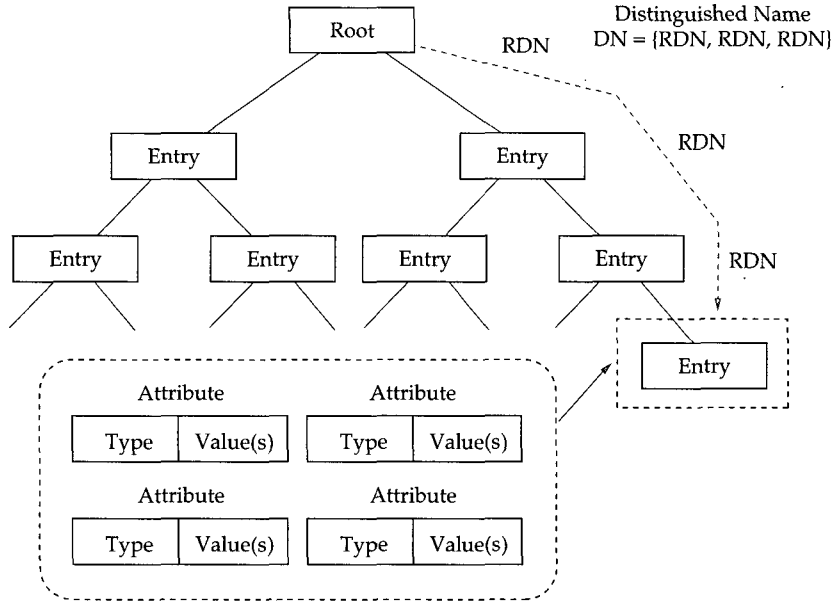 Root
RDN
Distinguished Name
DN = {RDN, RDN, RDN}
RDN
Entry
Entry
Entry
Entry
Entry
Entry
RDN
Entry
Attribute
Attribute
Type
Value(s)
Type
Value(s)
Attribute
Attribute
Type
Value(s)
Type
Value(s)